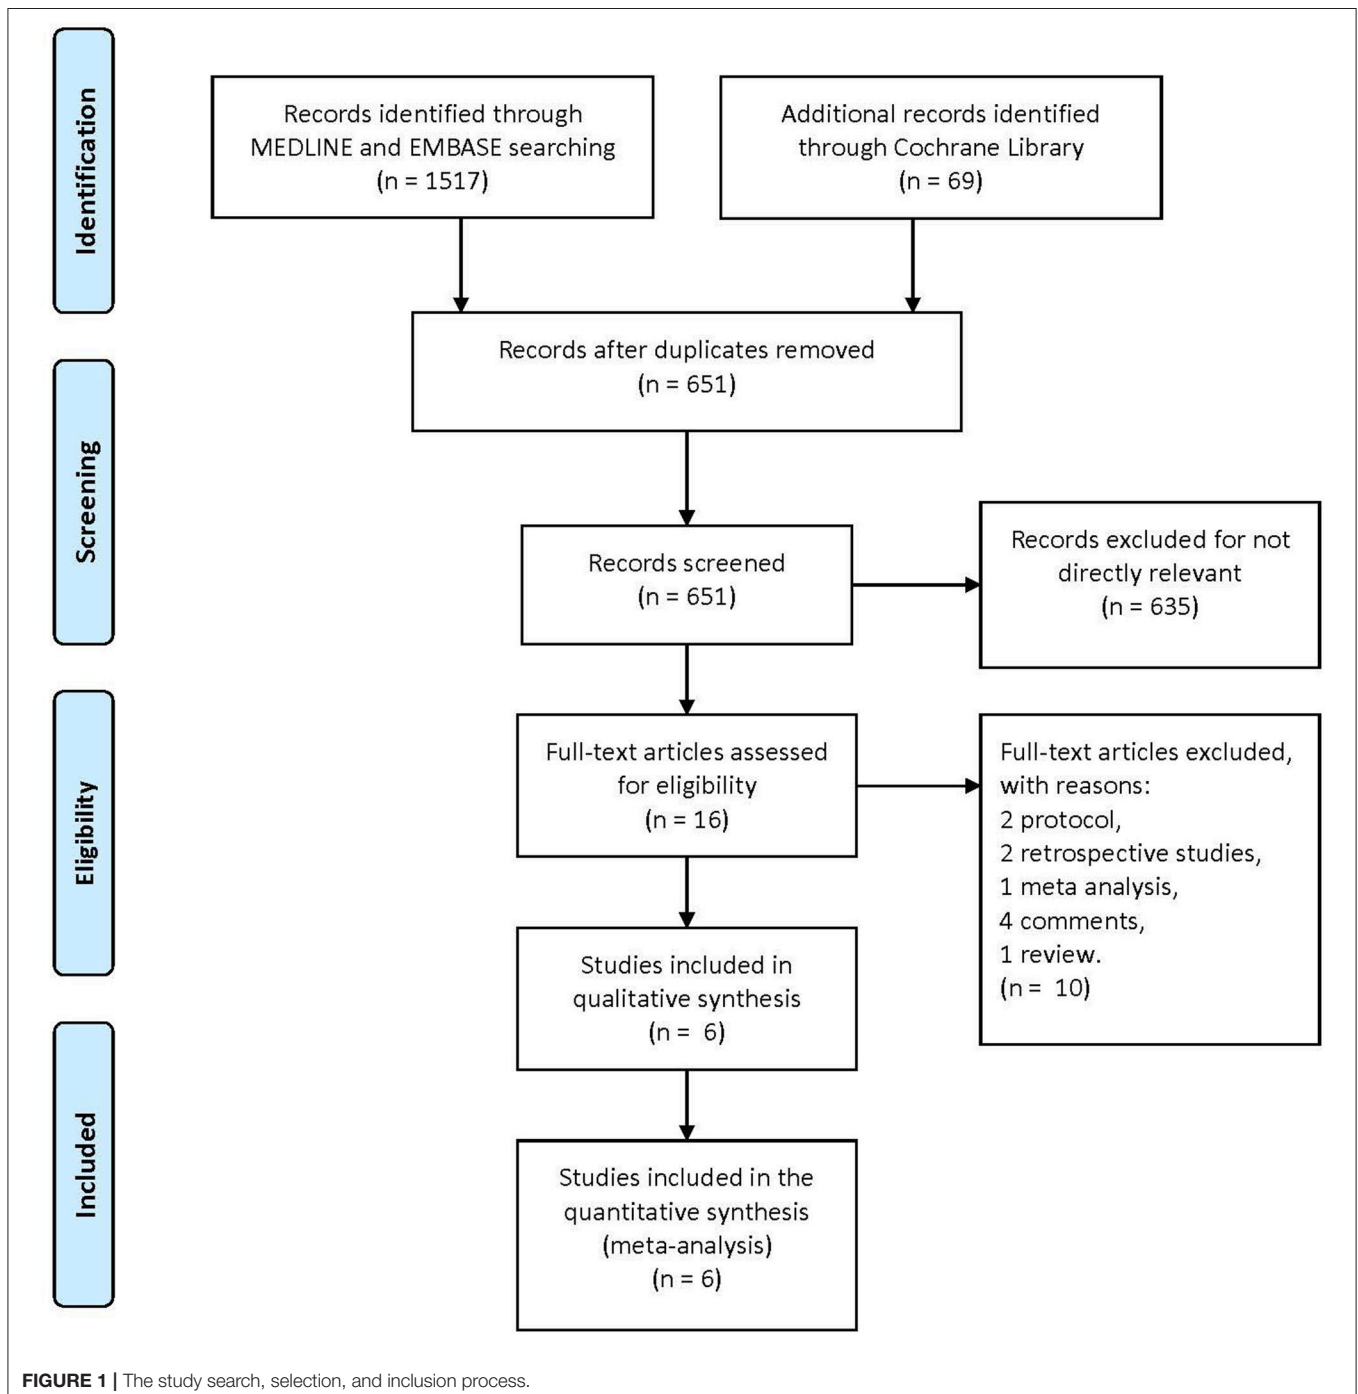 Identification
Records identified through
MEDLINE and EMBASE searching
(n = 1517)
Additional records identified
through Cochrane Library
(n = 69)
Records after duplicates removed
(n = 651)
Screening
Records screened
(n = 651)
Records excluded for not
directly relevant
(n = 635)
Eligibility
Full-text articles assessed
for eligibility
(n = 16)
Full-text articles excluded,
with reasons:
2 protocol,
2 retrospective studies,
1 meta analysis,
4 comments,
1 review.
(n =  10)
Studies included in
qualitative synthesis
(n =  6)
Included
Studies included in the
quantitative synthesis
(meta-analysis)
(n = 6)
FIGURE 1 | The study search, selection, and inclusion process.